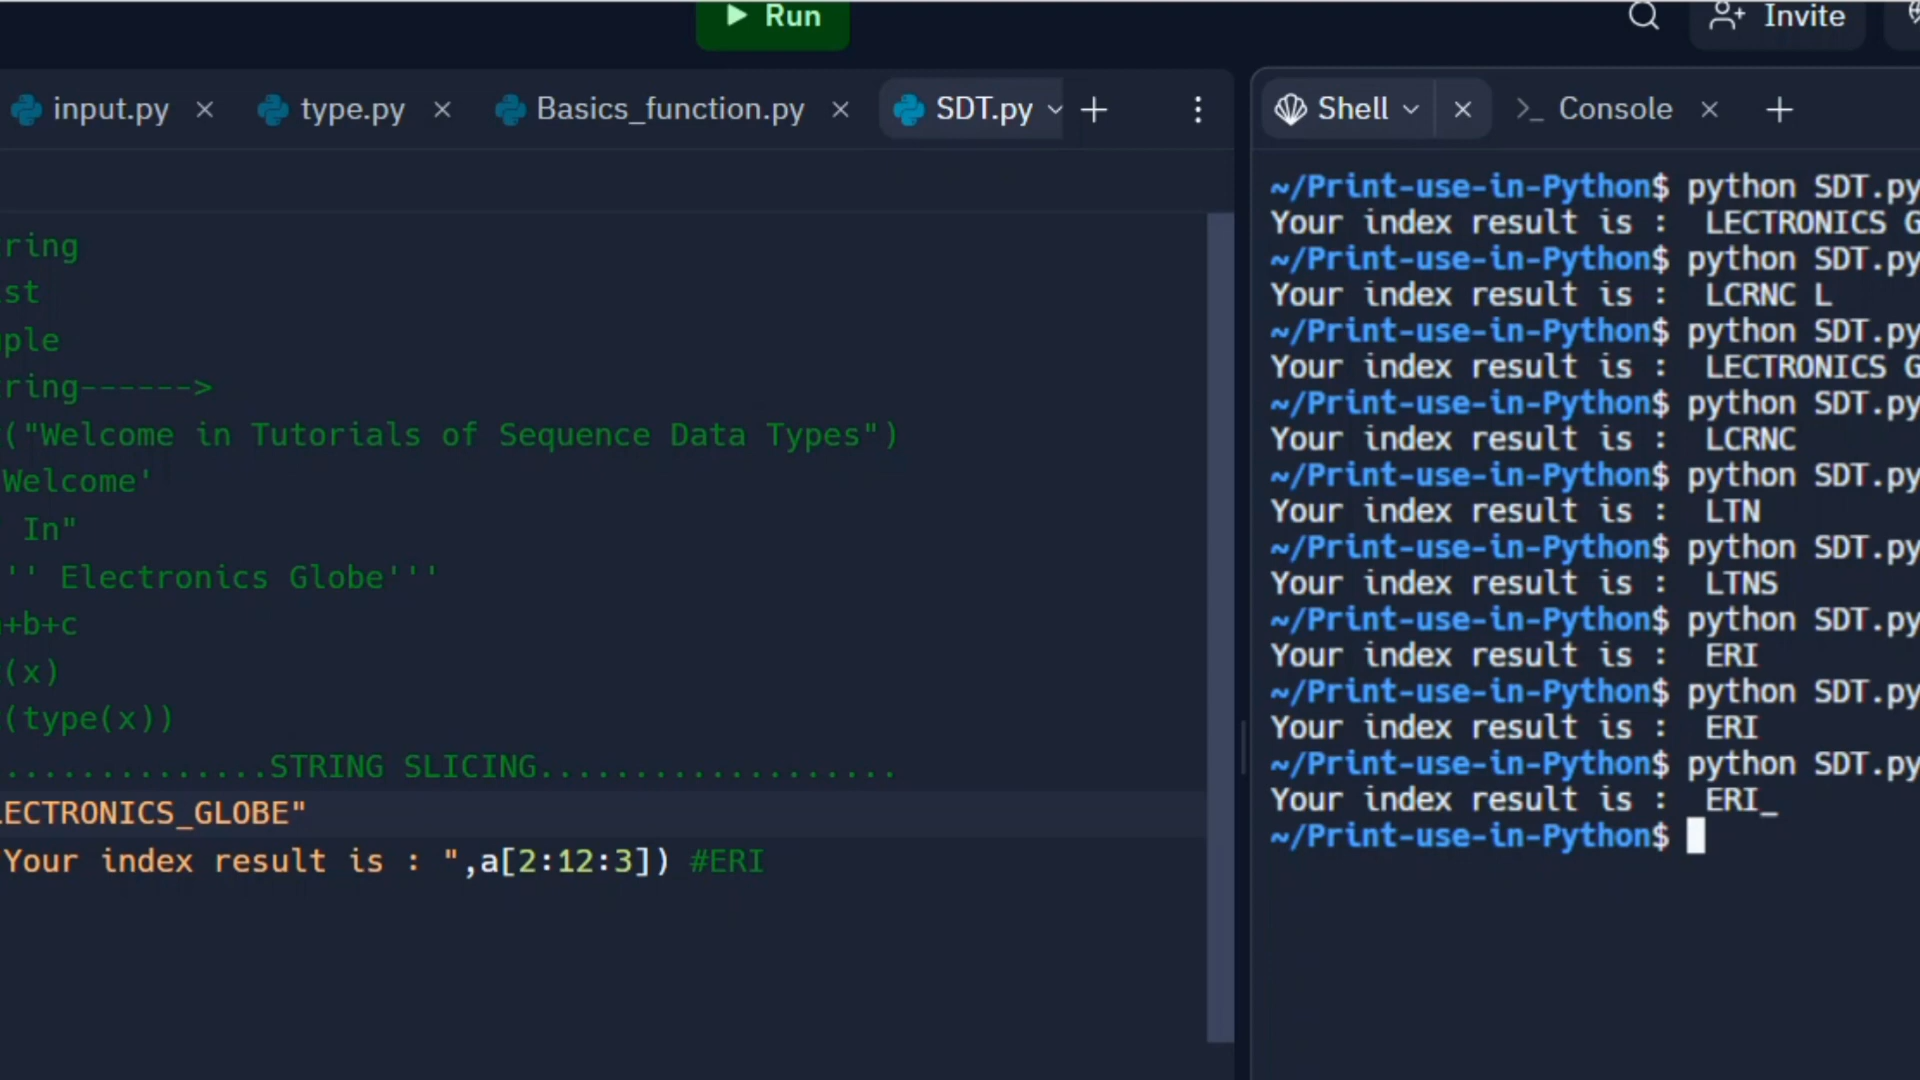 Run
Invite
input.py
type.py
Basics_function.py
SDT.py
ring
st
ple
ring------>
("Welcome in Tutorials of Sequence Data Types")
Welcome'
In"
'' Electronics Globe'''
+b+c
(x)
(type(x))
..............STRING SLICING...................
ECTRONICS_GLOBE"
Your index result is : ",a[2:12:3]) #ERI
Shell
>_ Console
~/Print-use-in-Python$ python SDT.py
Your index result is :  LECTRONICS G
~/Print-use-in-Python$ python SDT.py
Your index result is :  LCRNC L
~/Print-use-in-Python$ python SDT.py
Your index result is :  LECTRONICS G
~/Print-use-in-Python$ python SDT.py
Your index result is :  LCRNC
~/Print-use-in-Python$ python SDT.py
Your index result is :  LTN
~/Print-use-in-Python$ python SDT.py
Your index result is :  LTNS
~/Print-use-in-Python$ python SDT.py
Your index result is :  ERI
~/Print-use-in-Python$ python SDT.py
Your index result is :  ERI
~/Print-use-in-Python$ python SDT.py
Your index result is :  ERI_
~/Print-use-in-Python$